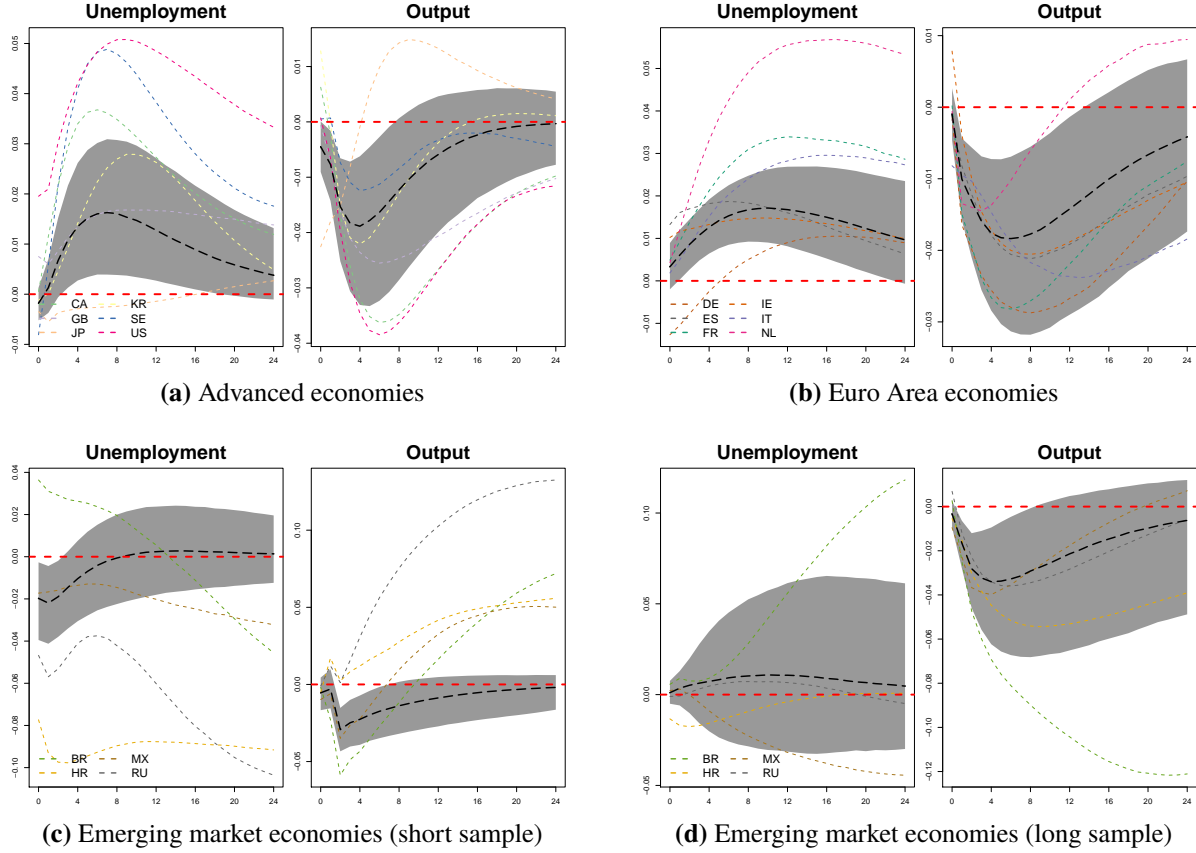 Unemployment
Output
0.05
0.04
0.03
0.02
0.01
0.00
−0.01
0.01
0.00
−0.01
−0.02
−0.03
−0.04
CA KR
GB SE
JP US
0 4 8 12 16 20 24
0 4 8 12 16 20 24
(a) Advanced economies
Unemployment
Output
0.05
0.04
0.03
0.02
0.01
0.00
−0.01
0.01
0.00
−0.01
−0.02
−0.03
DE IE
ES IT
FR NL
0 4 8 12 16 20 24
0 4 8 12 16 20 24
(b) Euro Area economies
Unemployment
Output
0.04
0.02
0.00
−0.02
−0.04
−0.06
−0.08
−0.10
0.10
0.05
0.00
−0.05
BR MX
HR RU
0 4 8 12 16 20 24
0 4 8 12 16 20 24
(c) Emerging market economies (short sample)
Unemployment
Output
0.10
0.05
0.00
−0.05
0.00
−0.02
−0.04
−0.06
−0.08
−0.10
−0.12
BR MX
HR RU
0 4 8 12 16 20 24
0 4 8 12 16 20 24
(d) Emerging market economies (long sample)